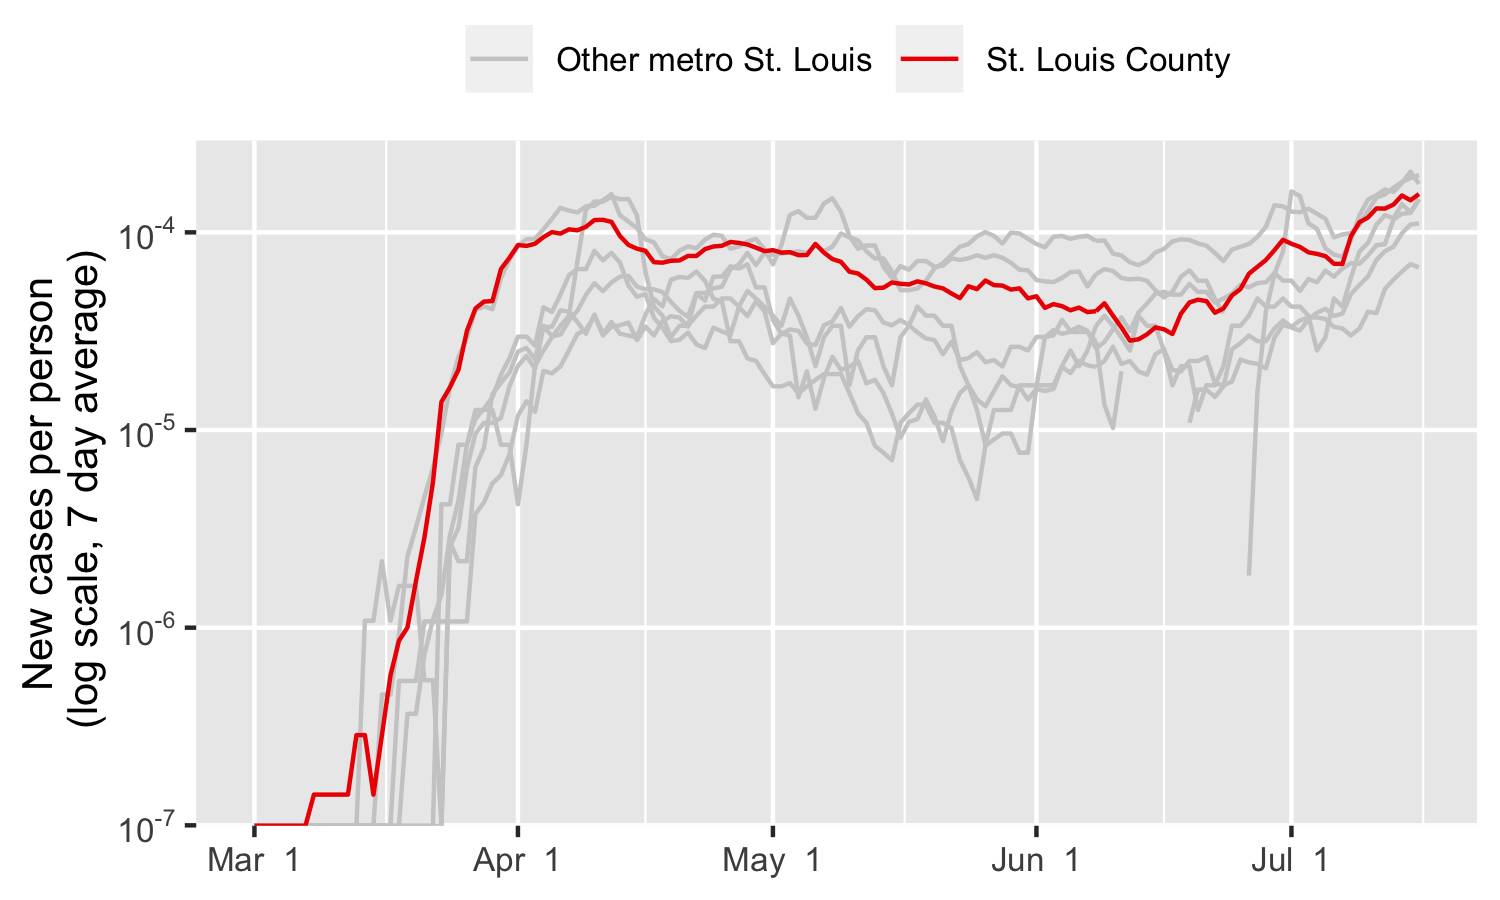 Other metro St. Louis St. Louis County
New cases per person
(log scale, 7 day average)
10⁻⁴
10⁻⁵
10⁻⁶
10⁻⁷
Mar 1 Apr 1 May 1 Jun 1 Jul 1